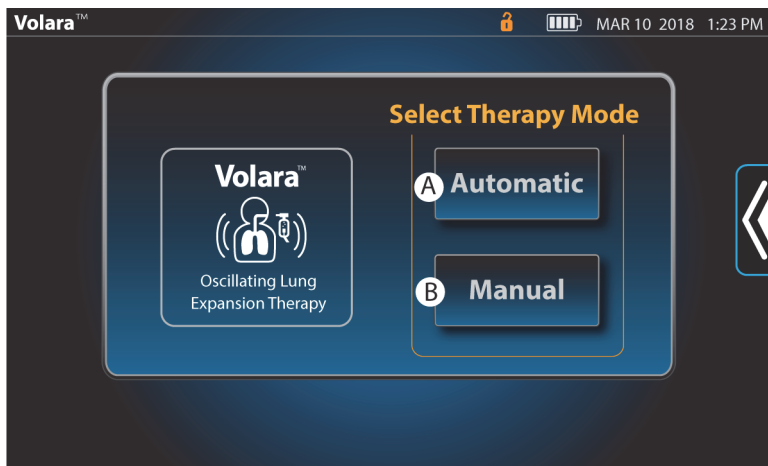 Volara™ MAR 10 2018 1:23 PM
Select Therapy Mode
Volara™
Oscillating Lung
Expansion Therapy
A Automatic
B Manual